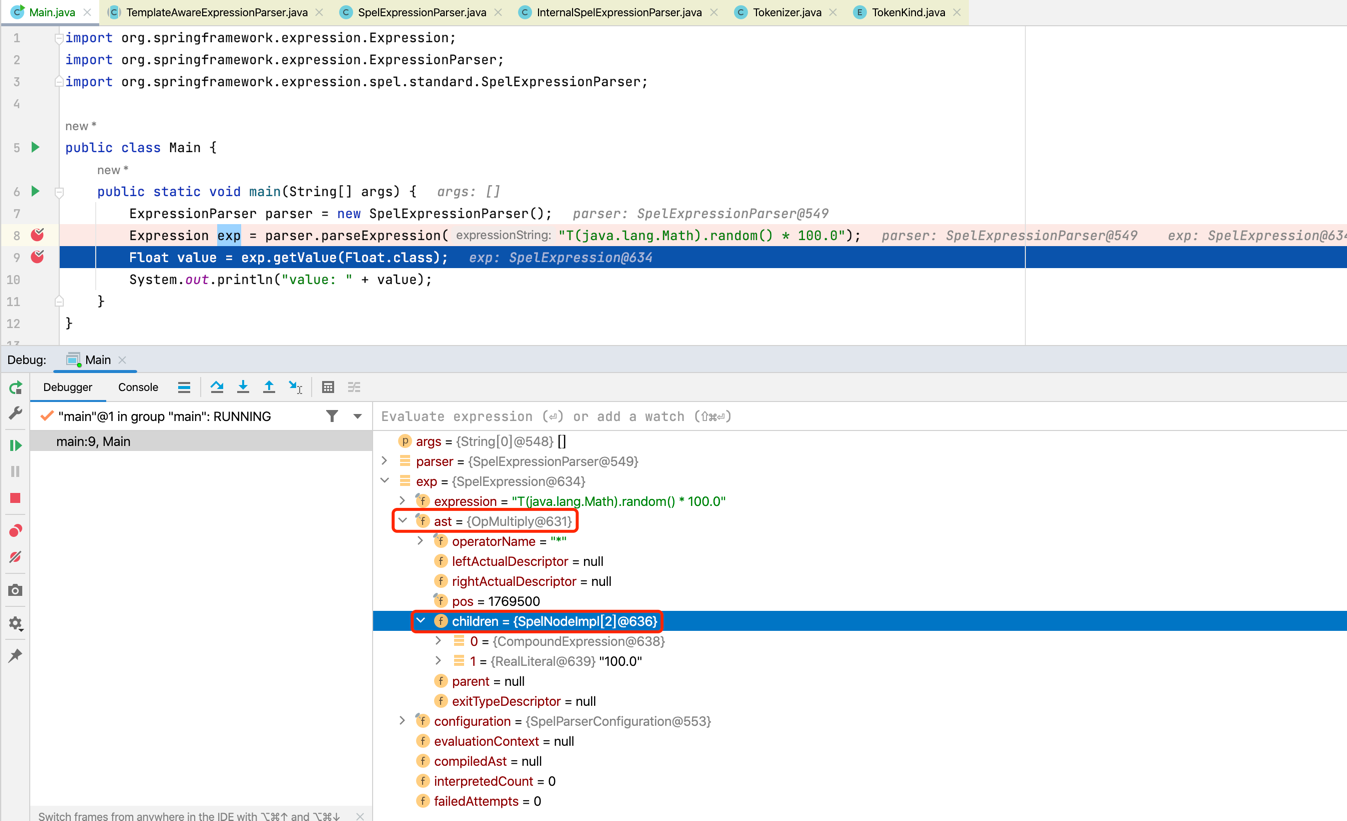 Main.java TemplateAwareExpressionParser.java SpelExpressionParser.java InternalSpelExpressionParser.java Tokenizer.java TokenKind.java
1 import org.springframework.expression.Expression;
2 import org.springframework.expression.ExpressionParser;
3 import org.springframework.expression.spel.standard.SpelExpressionParser;
4
new *
5 public class Main {
new *
6 public static void main(String[] args) { args: []
7 ExpressionParser parser = new SpelExpressionParser(); parser: SpelExpressionParser@549
8 Expression exp = parser.parseExpression( expressionString: "T(java.lang.Math).random() * 100.0"); parser: SpelExpressionParser@549 exp: SpelExpression@634
9 Float value = exp.getValue(Float.class); exp: SpelExpression@634
10 System.out.println("value: " + value);
11 }
12 }
13
Debug: Main
Debugger Console
"main"@1 in group "main": RUNNING
Evaluate expression (⏎) or add a watch (⇧⌘⏎)
main:9, Main
args = {String[0]@548} []
parser = {SpelExpressionParser@549}
exp = {SpelExpression@634}
expression = "T(java.lang.Math).random() * 100.0"
ast = {OpMultiply@631}
operatorName = "*"
leftActualDescriptor = null
rightActualDescriptor = null
pos = 1769500
children = {SpelNodeImpl[2]@636}
0 = {CompoundExpression@638}
1 = {RealLiteral@639} "100.0"
parent = null
exitTypeDescriptor = null
configuration = {SpelParserConfiguration@553}
evaluationContext = null
compiledAst = null
interpretedCount = 0
failedAttempts = 0
Switch frames from anywhere in the IDE with ⌥⌘↑ and ⌥⌘↓